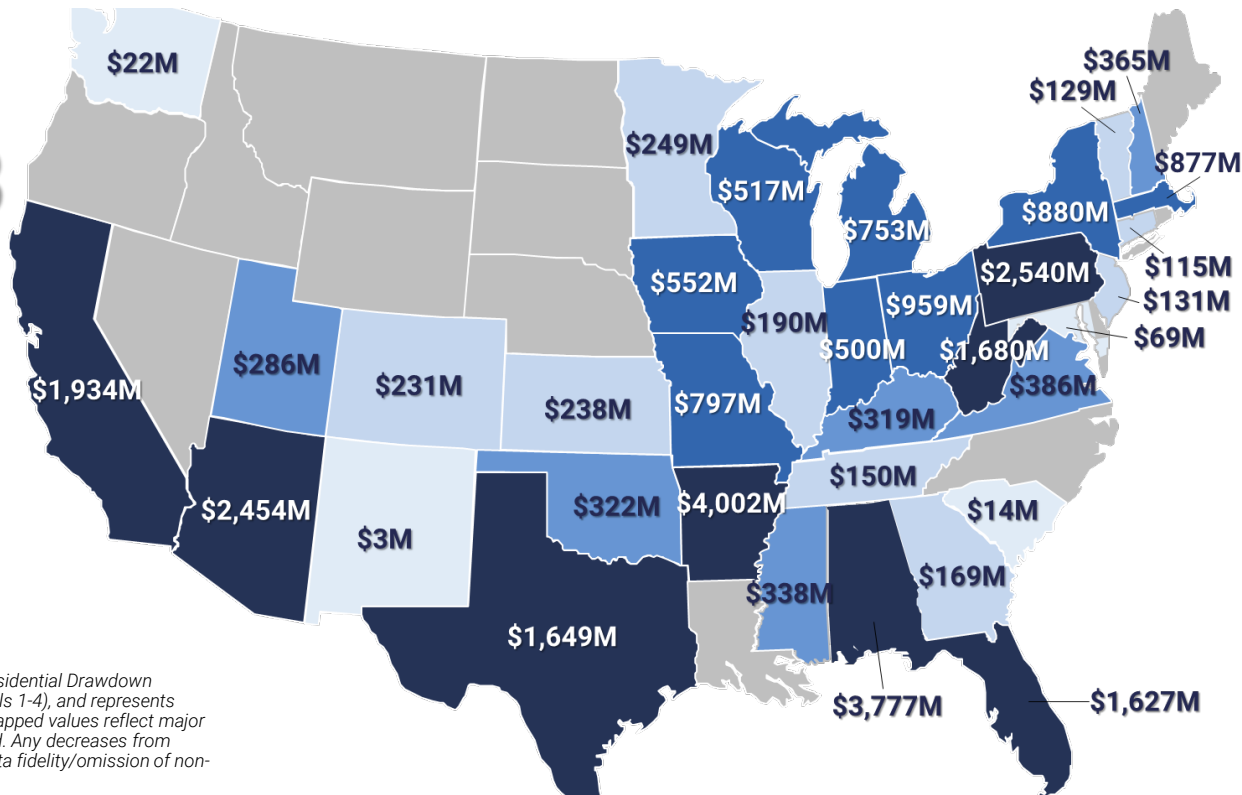 $22M
$365M
$129M
$249M
$877M
$517M
$880M
$753M
$2,540M
$115M
$552M
$131M
$959M
$190M
$69M
$500M
$1,680M
$286M
$231M
$386M
$1,934M
$238M
$797M
$319M
$150M
$2,454M
$322M
$4,002M
$14M
$3M
$169M
$338M
$1,649M
sidential Drawdown
ls 1-4), and represents
apped values reflect major
d. Any decreases from
ta fidelity/omission of non-
$3,777M
$1,627M